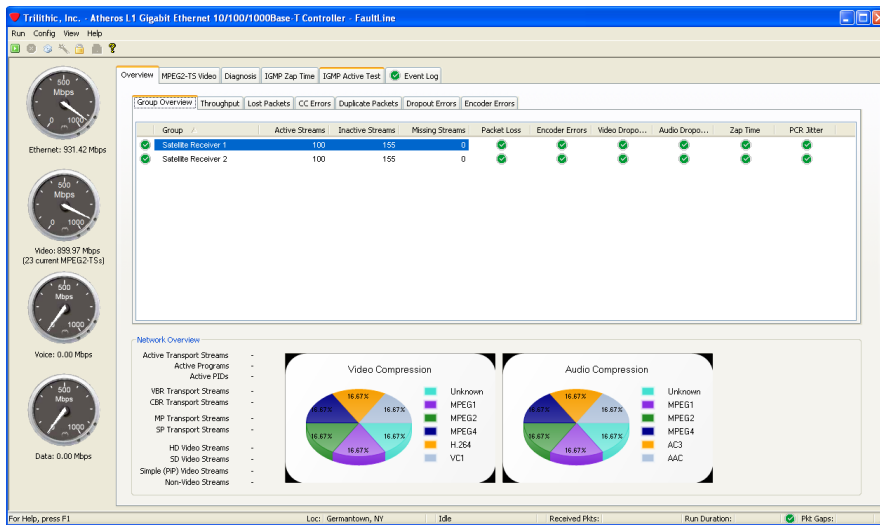 Trilithic, Inc. - Atheros L1 Gigabit Ethernet 10/100/1000Base-T Controller - FaultLine
Run Config View Help
Overview MPEG2-TS Video Diagnosis IGMP Zap Time IGMP Active Test Event Log
Group Overview Throughput Lost Packets CC Errors Duplicate Packets Dropout Errors Encoder Errors
Group Active Streams Inactive Streams Missing Streams Packet Loss Encoder Errors Video Dropo... Audio Dropo... Zap Time PCR Jitter
Satellite Receiver 1 100 155 0
Satellite Receiver 2 100 155 0
500
Mbps
0 1000
Ethernet: 931.42 Mbps
500
Mbps
0 1000
Video: 899.97 Mbps
(23 current MPEG2-TSs)
500
Mbps
0 1000
Voice: 0.00 Mbps
500
Mbps
0 1000
Data: 0.00 Mbps
Network Overview
Active Transport Streams -
Active Programs -
Active PIDs -
VBR Transport Streams -
CBR Transport Streams -
MP Transport Streams -
SP Transport Streams -
HD Video Streams -
SD Video Streams -
Simple (PiP) Video Streams -
Non-Video Streams -
Video Compression
16.67%
16.67%
16.67%
16.67%
16.67%
16.67%
Unknown
MPEG1
MPEG2
MPEG4
H.264
VC1
Audio Compression
16.67%
16.67%
16.67%
16.67%
16.67%
16.67%
Unknown
MPEG1
MPEG2
MPEG4
AC3
AAC
For Help, press F1 Loc: Germantown, NY Idle Received Pkts: Run Duration: Pkt Gaps: